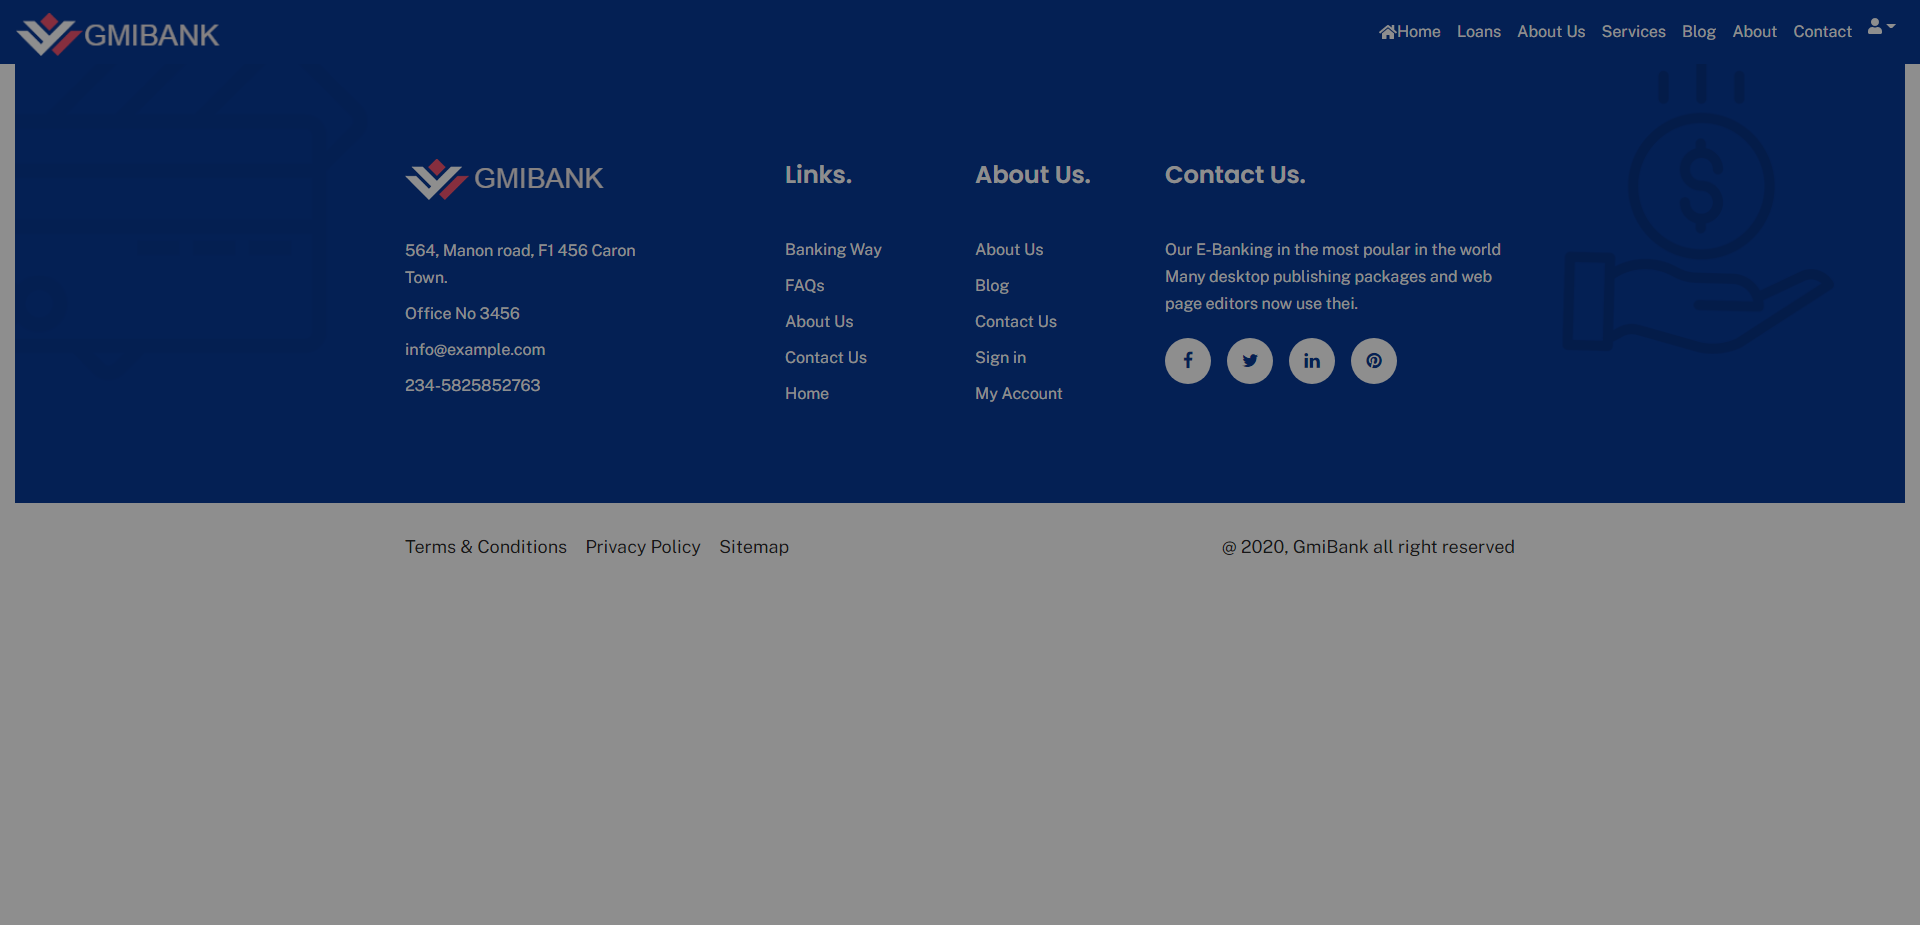 GMIBANK
Home Loans About Us Services Blog About Contact
GMIBANK
564, Manon road, F1 456 Caron
Town.
Office No 3456
info@example.com
234-5825852763
Links.
Banking Way
FAQs
About Us
Contact Us
Home
About Us.
About Us
Blog
Contact Us
Sign in
My Account
Contact Us.
Our E-Banking in the most poular in the world
Many desktop publishing packages and web
page editors now use thei.
Terms & Conditions Privacy Policy Sitemap
@ 2020, GmiBank all right reserved